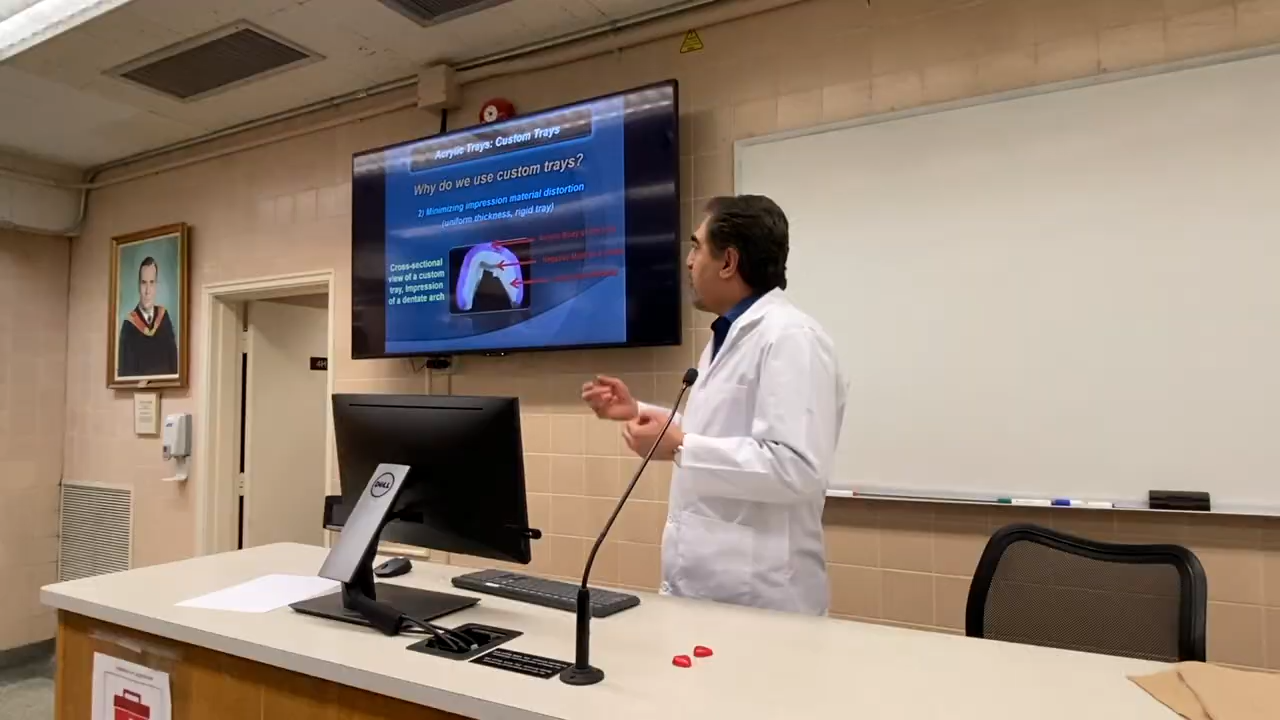 Acrylic Trays: Custom Trays
Why do we use custom trays?
2) Minimizing impression material distortion
(uniform thickness, rigid tray)
Cross-sectional
view of a custom
tray, Impression
of a dentate arch
4H
DELL